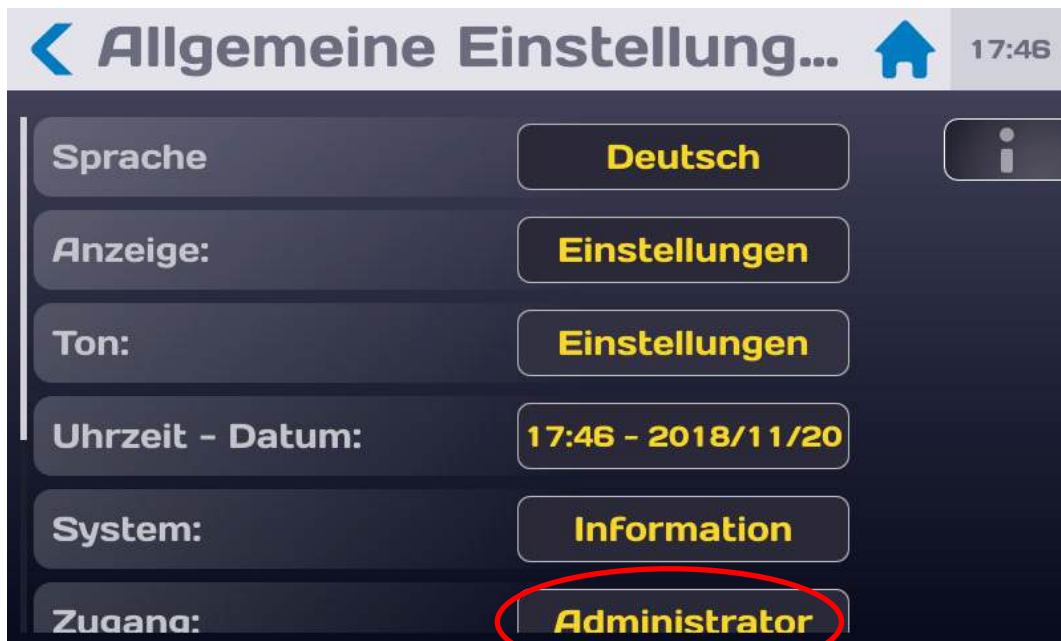 Allgemeine Einstellung... 17:46
Sprache Deutsch
Anzeige: Einstellungen
Ton: Einstellungen
Uhrzeit - Datum: 17:46 - 2018/11/20
System: Information
Zugang: Administrator